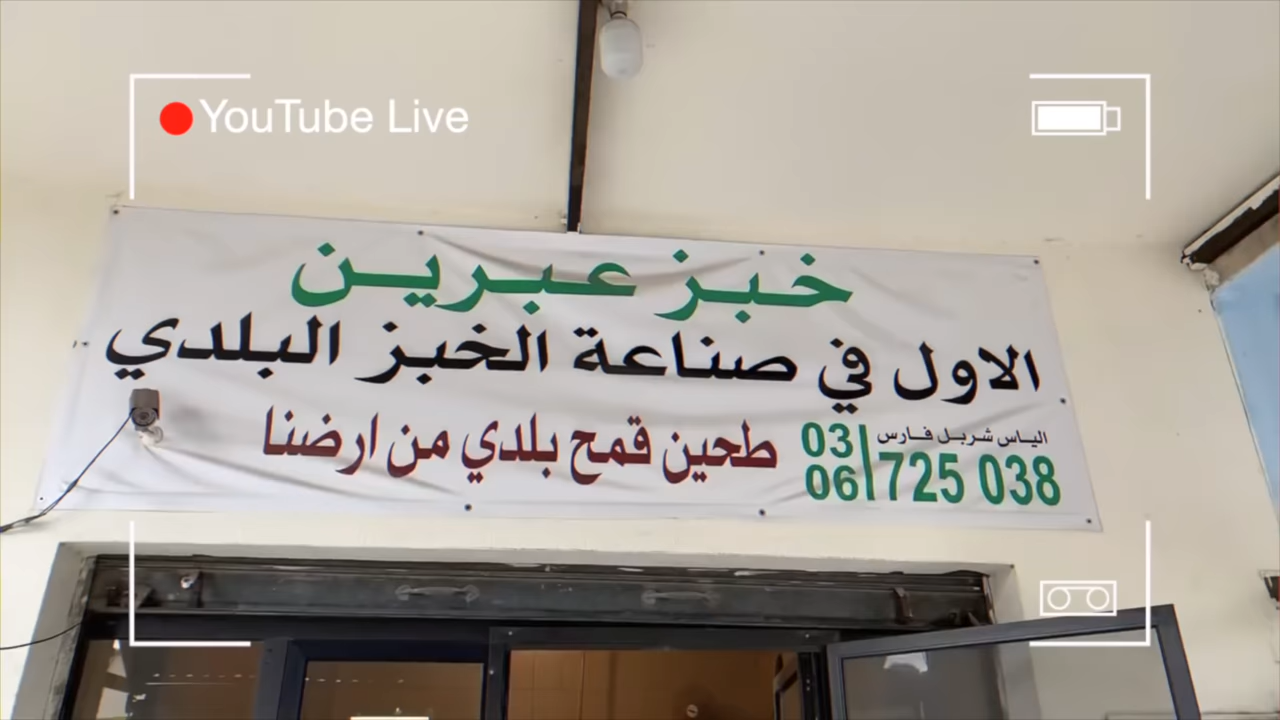 YouTube Live
خبز عبرين
الاول في صناعة الخبز البلدي
طحين قمح بلدي من ارضنا
الياس شربل فارس
03
06
725 038